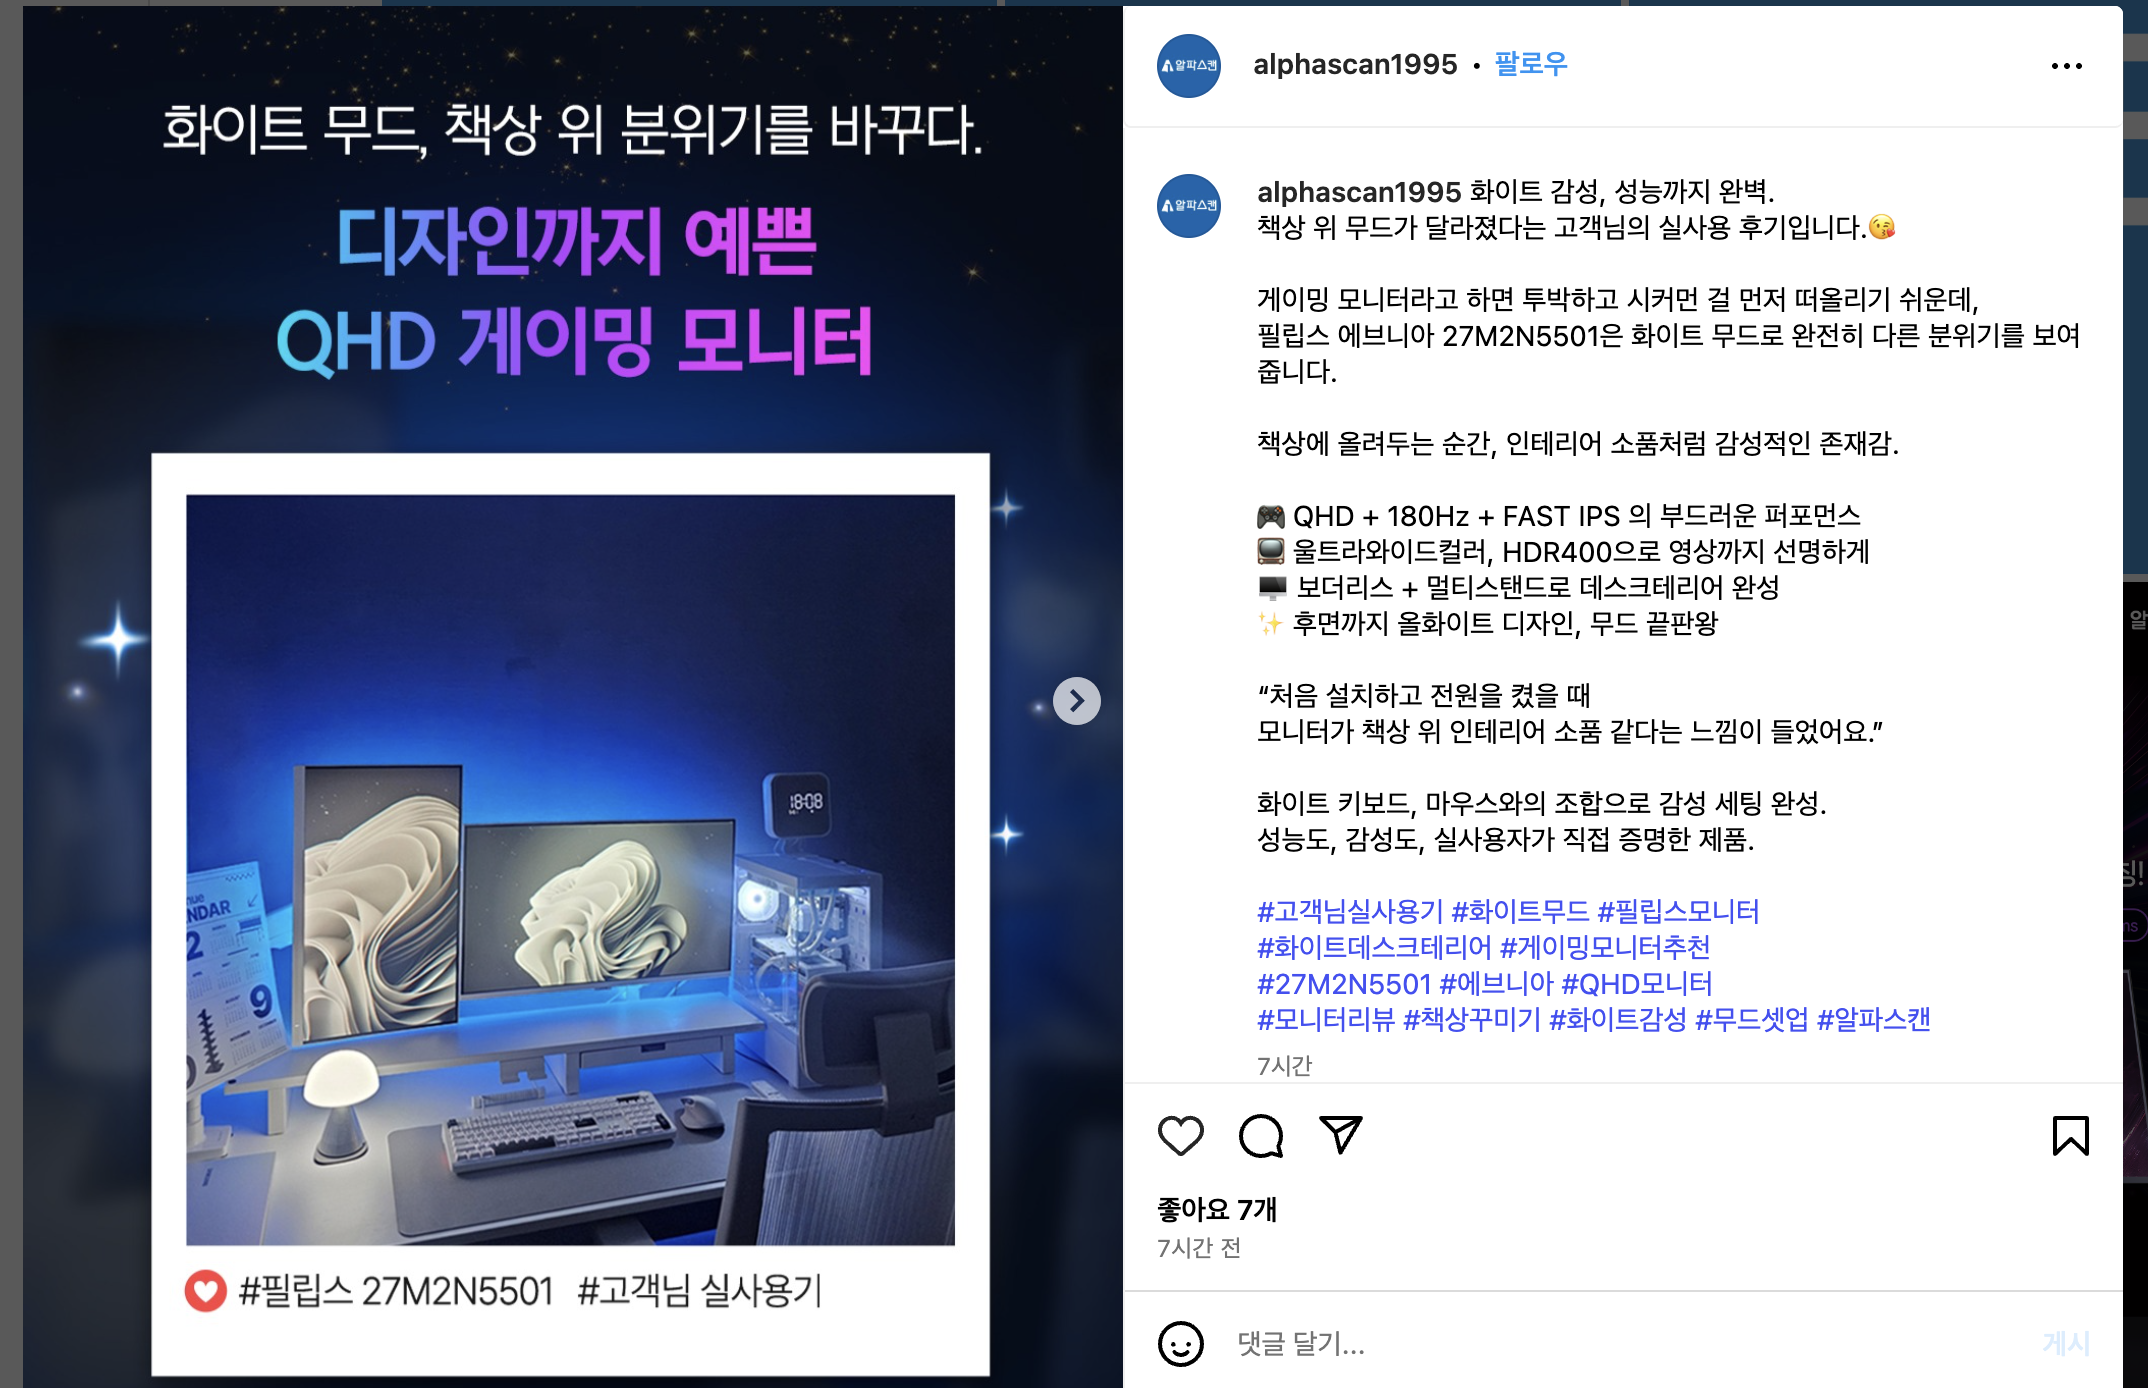 화이트 무드, 책상 위 분위기를 바꾸다.
디자인까지 예쁜
QHD 게이밍 모니터
NDAR
2
9
18:08
#필립스 27M2N5501 #고객님 실사용기
알파스캔
alphascan1995 • 팔로우
알파스캔
alphascan1995 화이트 감성, 성능까지 완벽.
책상 위 무드가 달라졌다는 고객님의 실사용 후기입니다.😘
게이밍 모니터라고 하면 투박하고 시커먼 걸 먼저 떠올리기 쉬운데,
필립스 에브니아 27M2N5501은 화이트 무드로 완전히 다른 분위기를 보여
줍니다.
책상에 올려두는 순간, 인테리어 소품처럼 감성적인 존재감.
🎮 QHD + 180Hz + FAST IPS 의 부드러운 퍼포먼스
📺 울트라와이드컬러, HDR400으로 영상까지 선명하게
🖥️ 보더리스 + 멀티스탠드로 데스크테리어 완성
✨ 후면까지 올화이트 디자인, 무드 끝판왕
“처음 설치하고 전원을 켰을 때
모니터가 책상 위 인테리어 소품 같다는 느낌이 들었어요.”
화이트 키보드, 마우스와의 조합으로 감성 세팅 완성.
성능도, 감성도, 실사용자가 직접 증명한 제품.
#고객님실사용기 #화이트무드 #필립스모니터
#화이트데스크테리어 #게이밍모니터추천
#27M2N5501 #에브니아 #QHD모니터
#모니터리뷰 #책상꾸미기 #화이트감성 #무드셋업 #알파스캔
7시간
좋아요 7개
7시간 전
댓글 달기...
게시